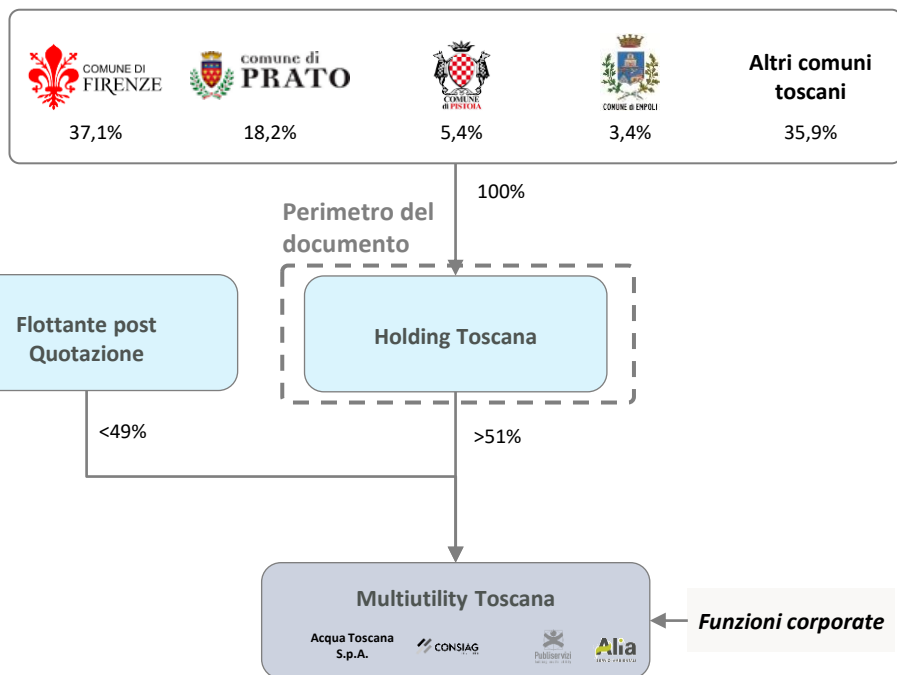 COMUNE DI
FIRENZE
comune di
PRATO
COMUNE
di PISTOIA
COMUNE di EMPOLI
Altri comuni
toscani
37,1%
18,2%
5,4%
3,4%
35,9%
100%
Perimetro del
documento
Flottante post
Quotazione
Holding Toscana
<49%
>51%
Multiutility Toscana
Funzioni corporate
Acqua Toscana
S.p.A.
CONSIAG
Publiservizi
Alia